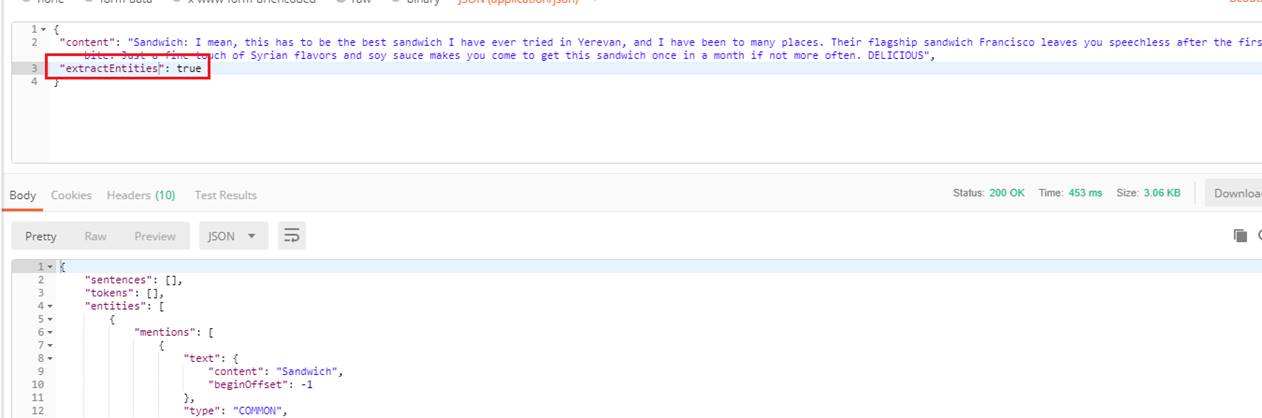 none form-data x-www-form-urlencoded raw binary JSON (application/json)
1 {
2 "content": "Sandwich: I mean, this has to be the best sandwich I have ever tried in Yerevan, and I have been to many places. Their flagship sandwich Francisco leaves you speechless after the firs
bite. Just a fine touch of Syrian flavors and soy sauce makes you come to get this sandwich once in a month if not more often. DELICIOUS",
3 "extractEntities": true
4 }
Body Cookies Headers (10) Test Results Status: 200 OK Time: 453 ms Size: 3.06 KB Downloa
Pretty Raw Preview JSON
1 {
2 "sentences": [],
3 "tokens": [],
4 "entities": [
5 {
6 "mentions": [
7 {
8 "text": {
9 "content": "Sandwich",
10 "beginOffset": -1
11 },
12 "type": "COMMON",